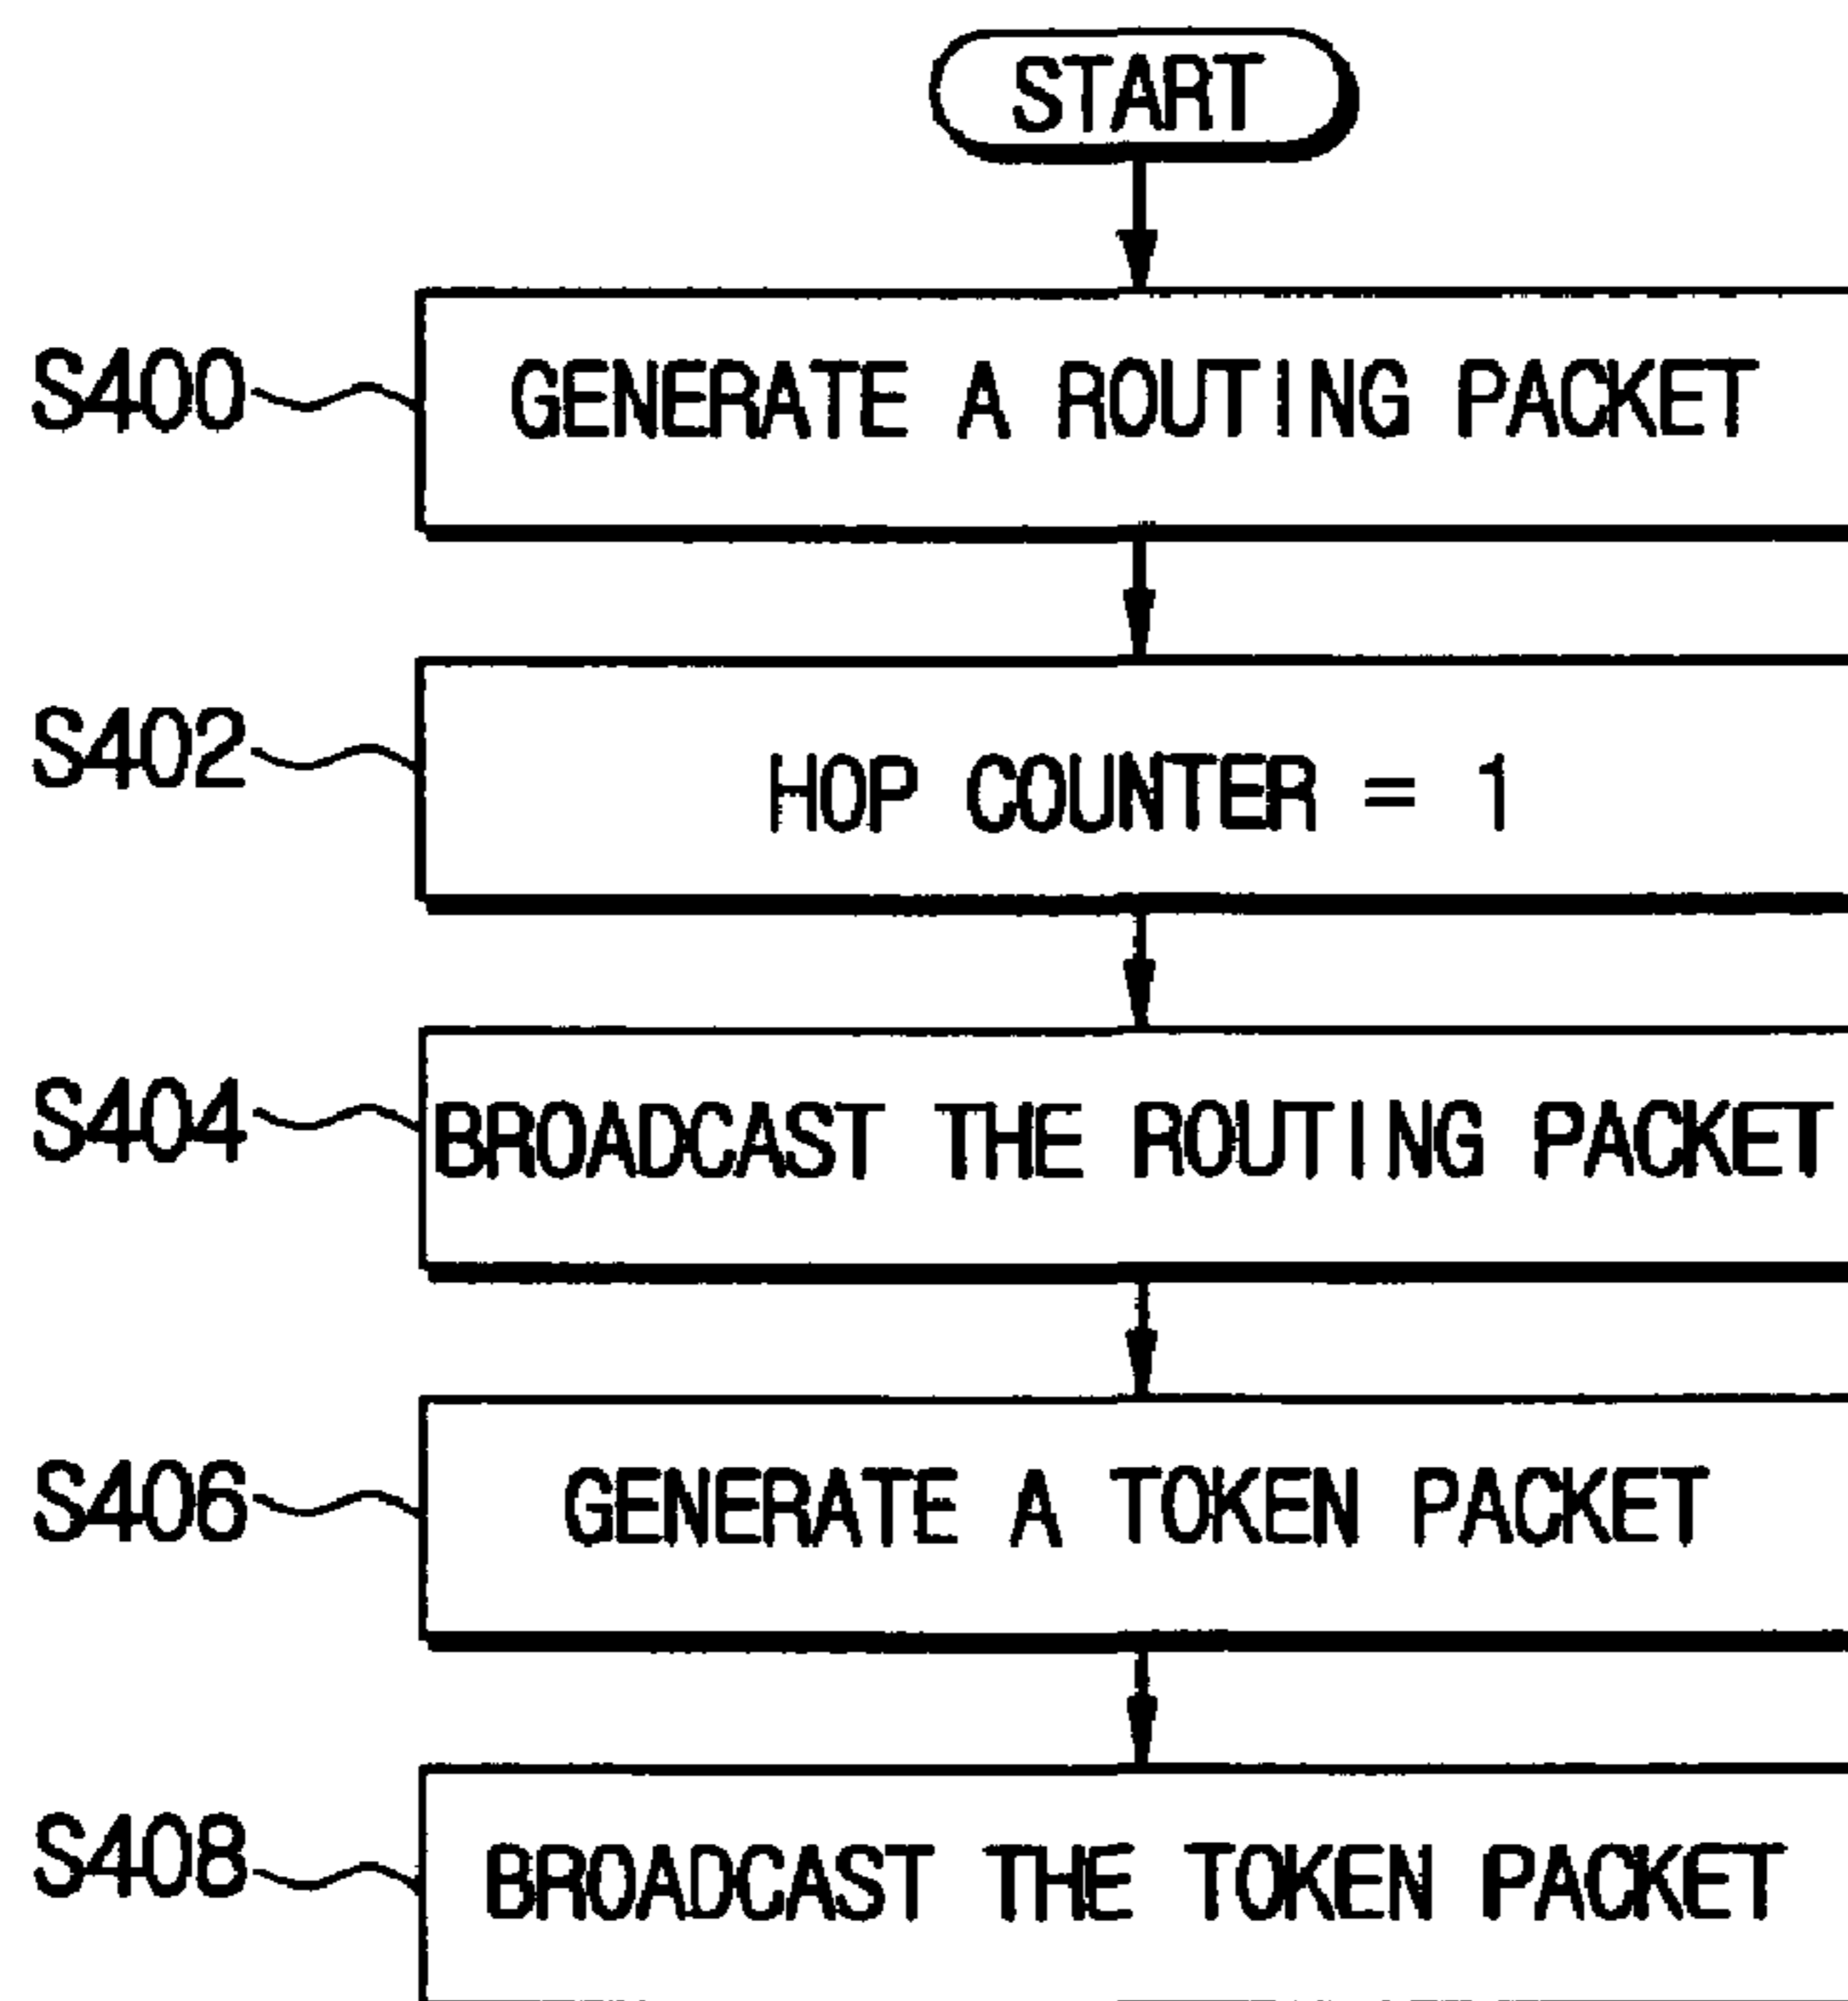 START
S400 GENERATE A ROUTING PACKET
S402 HOP COUNTER = 1
S404 BROADCAST THE ROUTING PACKET
S406 GENERATE A TOKEN PACKET
S408 BROADCAST THE TOKEN PACKET